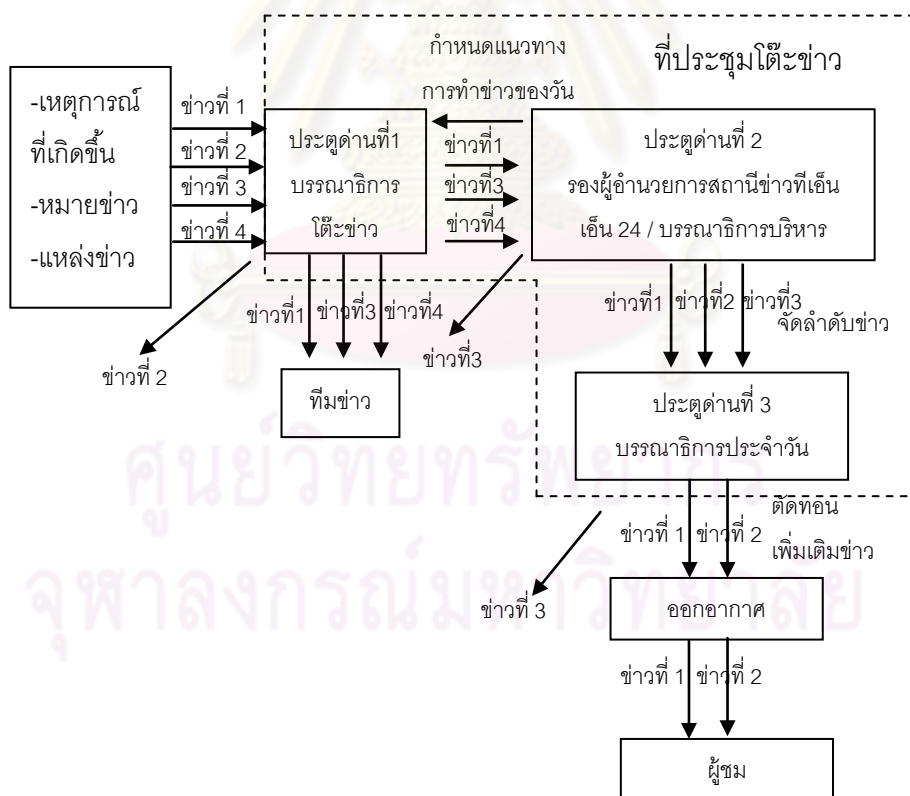 กำหนดแนวทาง
การทำข่าวของวัน
ที่ประชุมโต๊ะข่าว
-เหตุการณ์
ที่เกิดขึ้น
-หมายข่าว
-แหล่งข่าว
ข่าวที่ 1
ข่าวที่ 2
ข่าวที่ 3
ข่าวที่ 4
ประตูด่านที่1
บรรณาธิการ
โต๊ะข่าว
ข่าวที่1
ข่าวที่3
ข่าวที่4
ประตูด่านที่ 2
รองผู้อำนวยการสถานีข่าวทีเอ็น
เอ็น 24 / บรรณาธิการบริหาร
ข่าวที่ 2
ข่าวที่1 ข่าวที่3 ข่าวที่4
ทีมข่าว
ข่าวที่3
ข่าวที่1 ข่าวที่2 ข่าวที่3
จัดลำดับข่าว
ประตูด่านที่ 3
บรรณาธิการประจำวัน
ข่าวที่ 3
ข่าวที่ 1 ข่าวที่ 2
ตัดทอน
เพิ่มเติมข่าว
ออกอากาศ
ข่าวที่ 1 ข่าวที่ 2
ผู้ชม
ศูนย์วิทยทรัพยากร
จุฬาลงกรณ์มหาวิทยาลัย